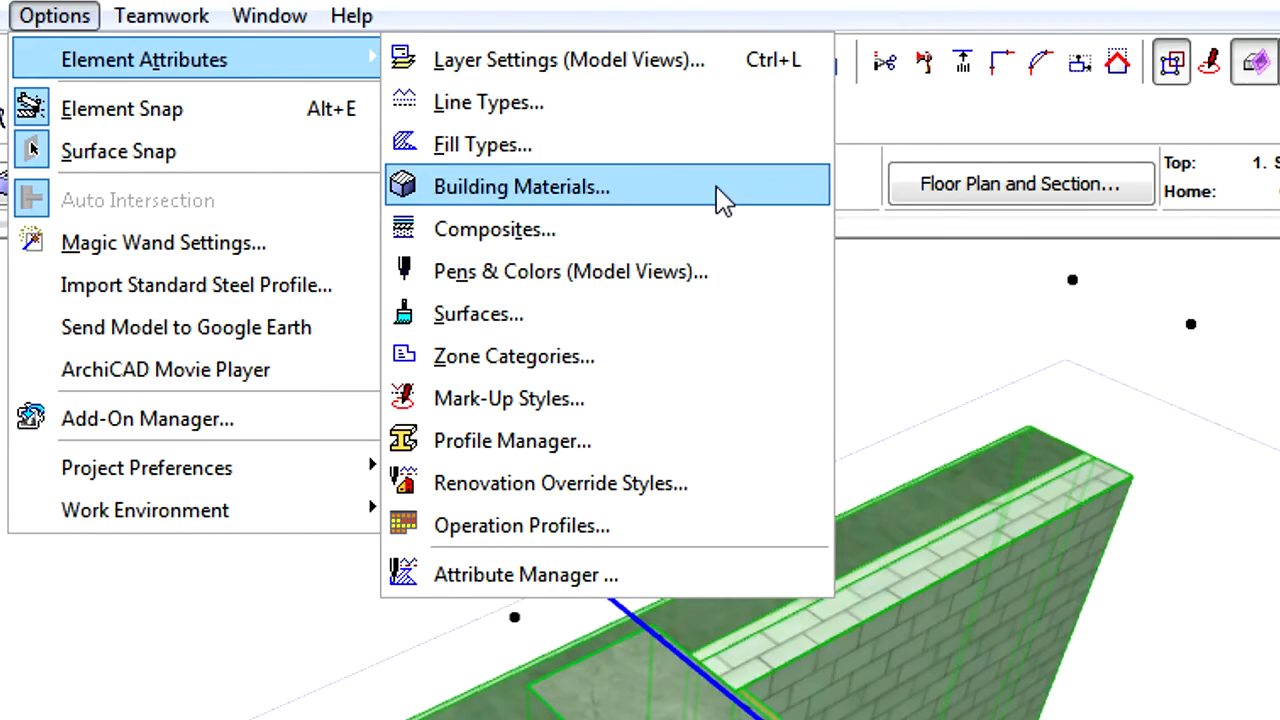 Options Teamwork Window Help
Element Attributes
Element Snap Alt+E
Surface Snap
Auto Intersection
Magic Wand Settings...
Import Standard Steel Profile...
Send Model to Google Earth
ArchiCAD Movie Player
Add-On Manager...
Project Preferences
Work Environment
Layer Settings (Model Views)... Ctrl+L
Line Types...
Fill Types...
Building Materials...
Composites...
Pens & Colors (Model Views)...
Surfaces...
Zone Categories...
Mark-Up Styles...
Profile Manager...
Renovation Override Styles...
Operation Profiles...
Attribute Manager ...
Floor Plan and Section...
Top: 1.
Home: